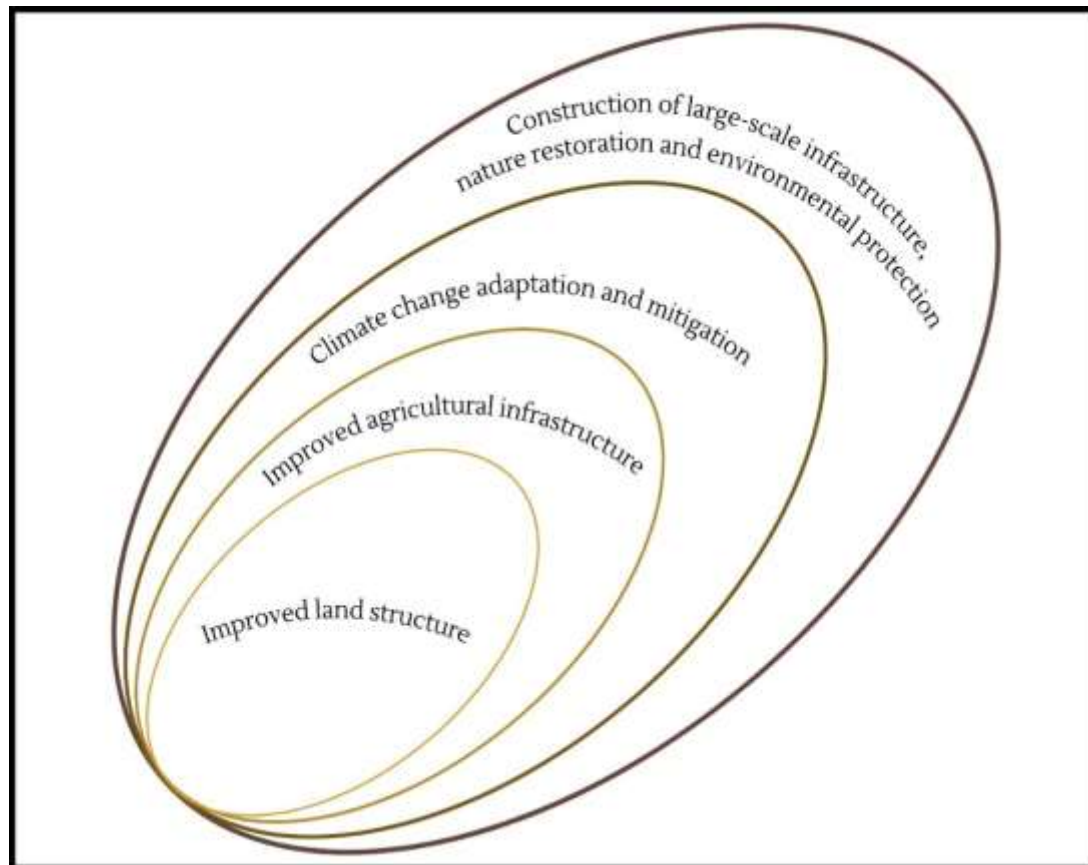 Construction of large-scale infrastructure,
nature restoration and environmental protection
Climate change adaptation and mitigation
Improved agricultural infrastructure
Improved land structure